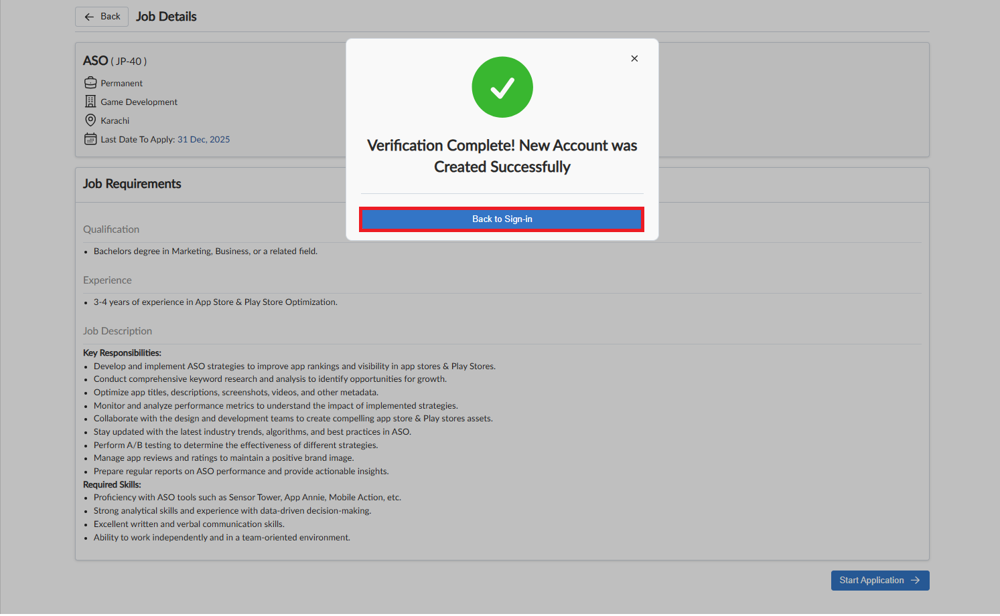 Back
Job Details
ASO ( JP-40 )
Permanent
Game Development
Karachi
Last Date To Apply: 31 Dec, 2025
Verification Complete! New Account was
Created Successfully
Back to Sign-in
Job Requirements
Qualification
Bachelors degree in Marketing, Business, or a related field.
Experience
3-4 years of experience in App Store & Play Store Optimization.
Job Description
Key Responsibilities:
Develop and implement ASO strategies to improve app rankings and visibility in app stores & Play Stores.
Conduct comprehensive keyword research and analysis to identify opportunities for growth.
Optimize app titles, descriptions, screenshots, videos, and other metadata.
Monitor and analyze performance metrics to understand the impact of implemented strategies.
Collaborate with the design and development teams to create compelling app store & Play stores assets.
Stay updated with the latest industry trends, algorithms, and best practices in ASO.
Perform A/B testing to determine the effectiveness of different strategies.
Manage app reviews and ratings to maintain a positive brand image.
Prepare regular reports on ASO performance and provide actionable insights.
Required Skills:
Proficiency with ASO tools such as Sensor Tower, App Annie, Mobile Action, etc.
Strong analytical skills and experience with data-driven decision-making.
Excellent written and verbal communication skills.
Ability to work independently and in a team-oriented environment.
Start Application